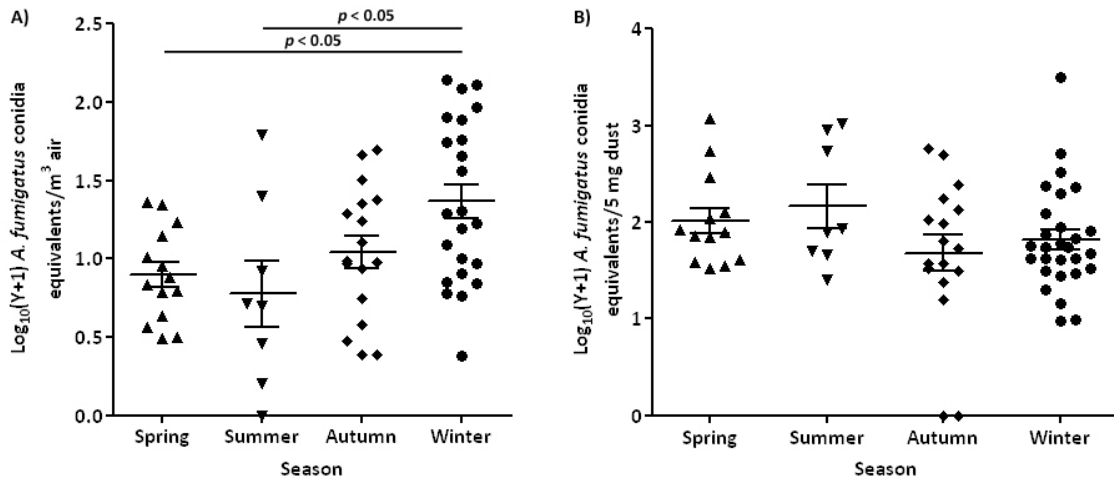 A)
p < 0.05
p < 0.05
Log₁₀(Y+1) A. fumigatus conidia
equivalents/m³ air
2.5
2.0
1.5
1.0
0.5
0.0
Spring Summer Autumn Winter
Season
B)
Log₁₀(Y+1) A. fumigatus conidia
equivalents/5 mg dust
4
3
2
1
0
Spring Summer Autumn Winter
Season